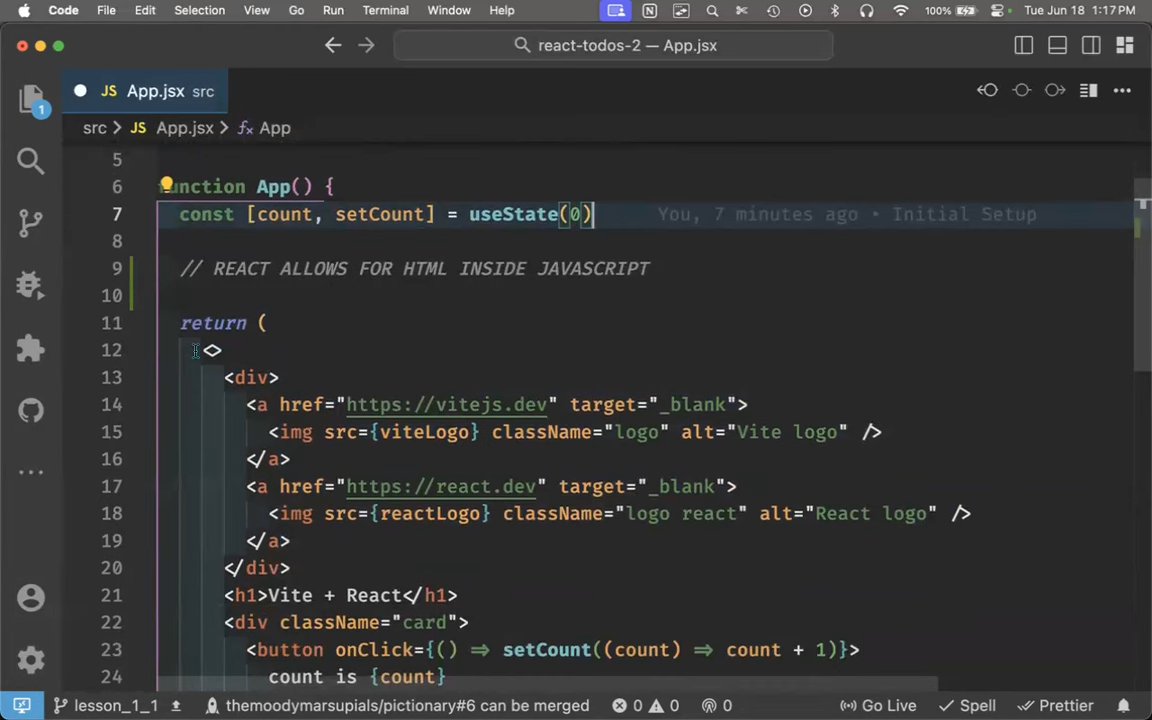 Code File Edit Selection View Go Run Terminal Window Help 100% Tue Jun 18 1:17 PM
react-todos-2 — App.jsx
JS App.jsx src
1
src > JS App.jsx > App
5
6 function App() {
7 const [count, setCount] = useState(0) You, 7 minutes ago • Initial Setup
8
9 // REACT ALLOWS FOR HTML INSIDE JAVASCRIPT
10
11 return (
12 <>
13 <div>
14 <a href="https://vitejs.dev" target="_blank">
15 <img src={viteLogo} className="logo" alt="Vite logo" />
16 </a>
17 <a href="https://react.dev" target="_blank">
18 <img src={reactLogo} className="logo react" alt="React logo" />
19 </a>
20 </div>
21 <h1>Vite + React</h1>
22 <div className="card">
23 <button onClick={() => setCount((count) => count + 1)}>
24 count is {count}
lesson_1_1 themoodymarsupials/pictionary#6 can be merged 0 0 0 Go Live Spell Prettier